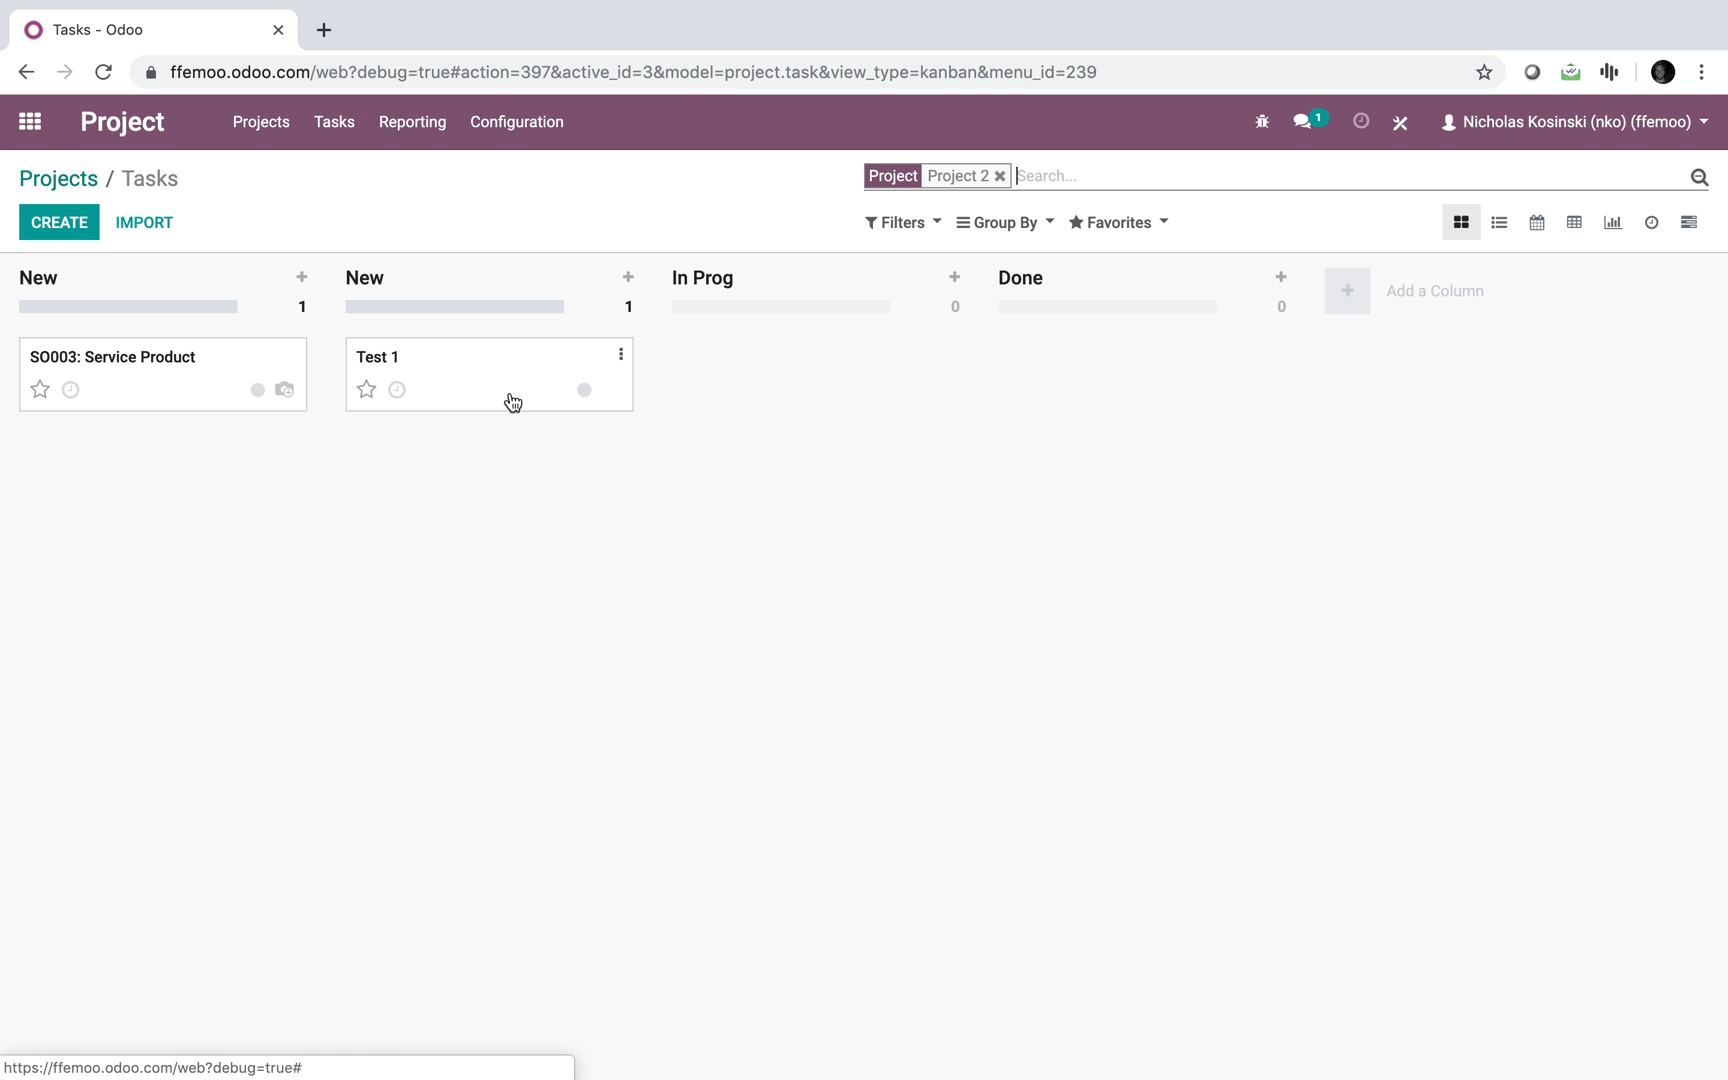 Tasks - Odoo
ffemoo.odoo.com/web?debug=true#action=397&active_id=3&model=project.task&view_type=kanban&menu_id=239
Project Projects Tasks Reporting Configuration 1 Nicholas Kosinski (nko) (ffemoo)
Projects / Tasks Project Project 2 Search...
CREATE IMPORT Filters Group By Favorites
New New In Prog Done Add a Column
1 1 0 0
SO003: Service Product Test 1
https://ffemoo.odoo.com/web?debug=true#